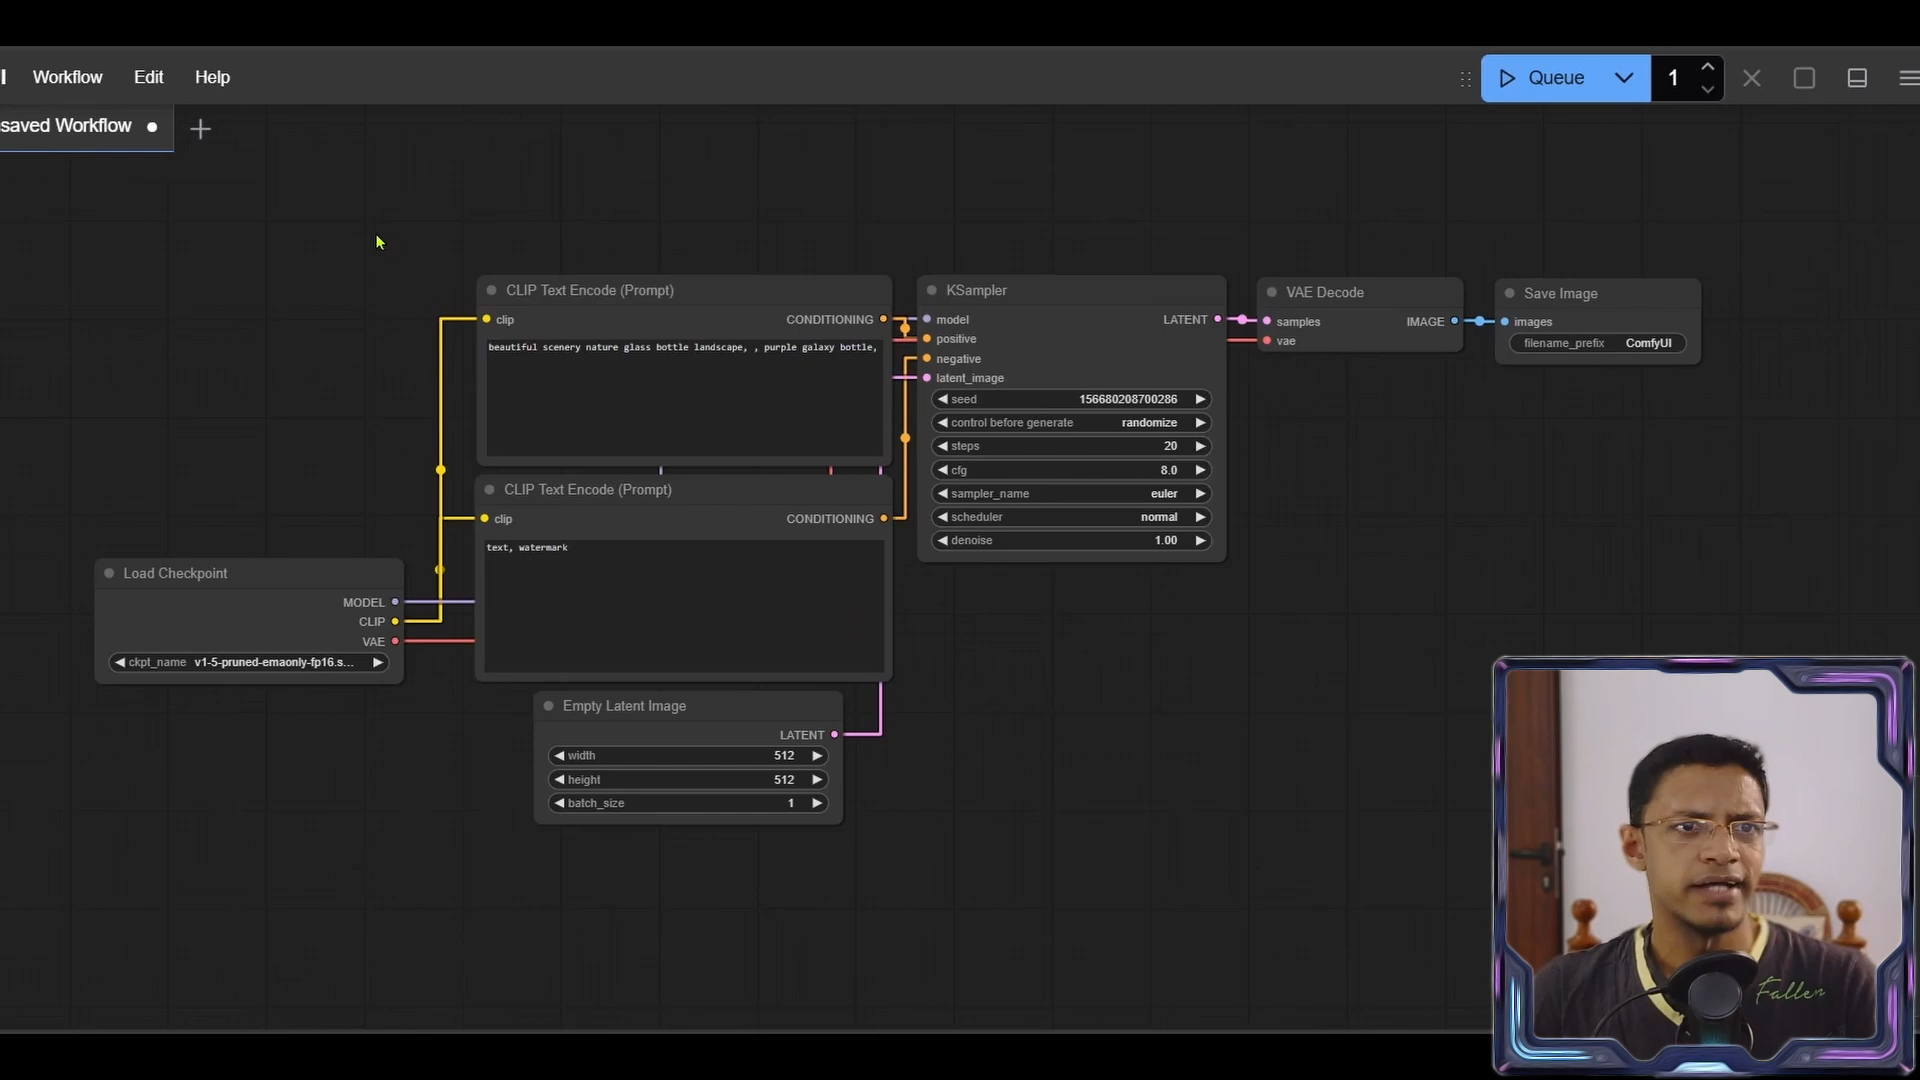 I Workflow Edit Help
Queue 1
saved Workflow
CLIP Text Encode (Prompt)
clip CONDITIONING
beautiful scenery nature glass bottle landscape, , purple galaxy bottle,
KSampler
model LATENT
positive
negative
latent_image
seed 156680208700286
control before generate randomize
steps 20
cfg 8.0
sampler_name euler
scheduler normal
denoise 1.00
VAE Decode
samples IMAGE
vae
Save Image
images
filename_prefix ComfyUI
CLIP Text Encode (Prompt)
clip CONDITIONING
text, watermark
Load Checkpoint
MODEL
CLIP
VAE
ckpt_name v1-5-pruned-emaonly-fp16.s...
Empty Latent Image
LATENT
width 512
height 512
batch_size 1
Fallen